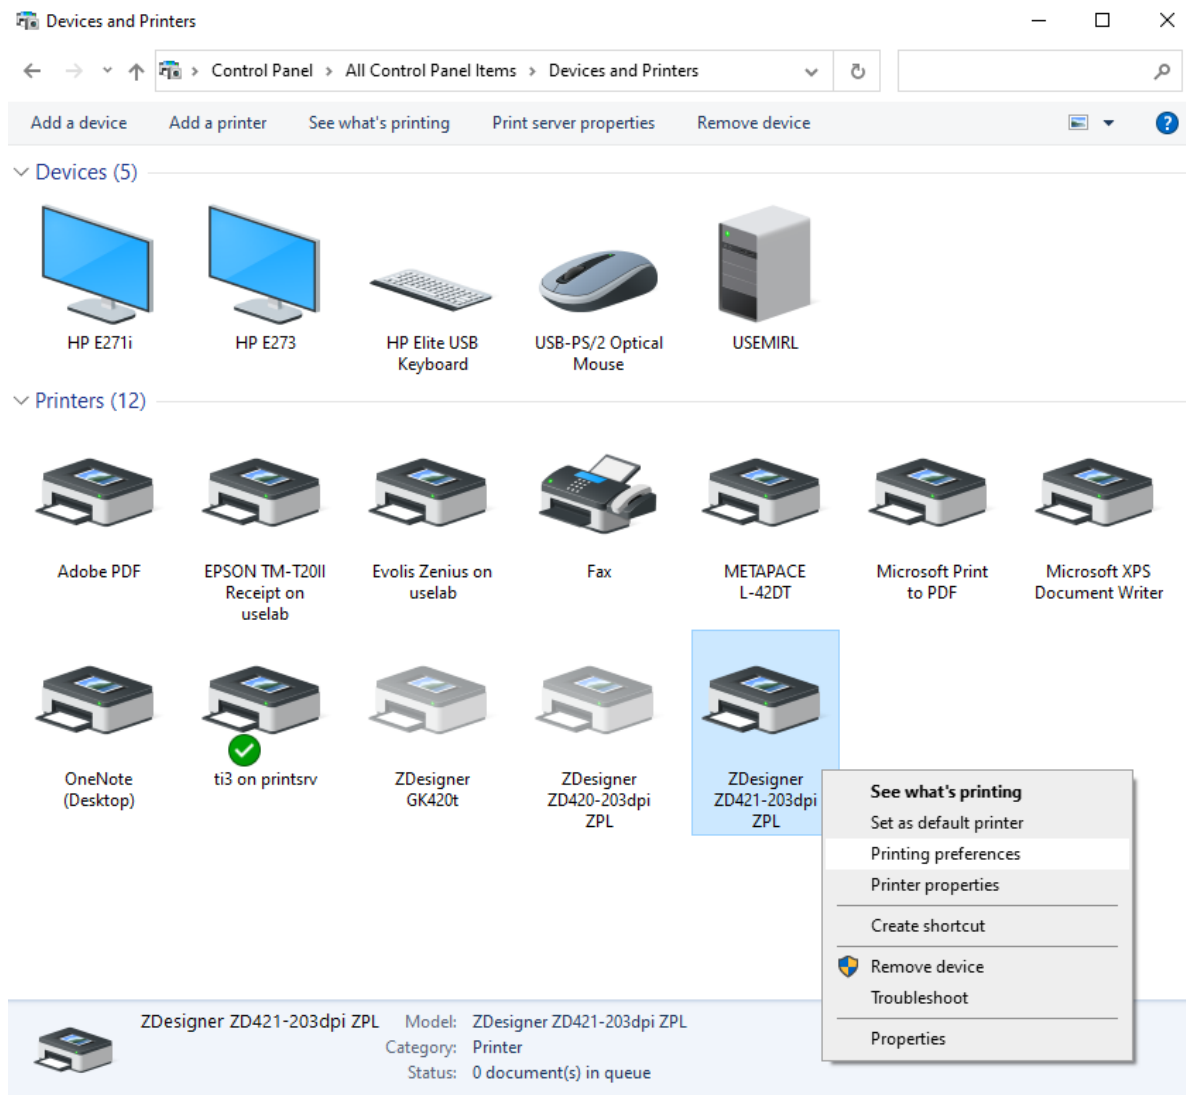 Devices and Printers
Control Panel > All Control Panel Items > Devices and Printers
Add a device Add a printer See what's printing Print server properties Remove device ?
Devices (5)
HP E271i
HP E273
HP Elite USB
Keyboard
USB-PS/2 Optical
Mouse
USEMIRL
Printers (12)
Adobe PDF
EPSON TM-T20II
Receipt on
uselab
Evolis Zenius on
uselab
Fax
METAPACE
L-42DT
Microsoft Print
to PDF
Microsoft XPS
Document Writer
OneNote
(Desktop)
ti3 on printsrv
ZDesigner
GK420t
ZDesigner
ZD420-203dpi
ZPL
ZDesigner
ZD421-203dpi
ZPL
See what's printing
Set as default printer
Printing preferences
Printer properties
Create shortcut
Remove device
Troubleshoot
Properties
ZDesigner ZD421-203dpi ZPL Model: ZDesigner ZD421-203dpi ZPL
Category: Printer
Status: 0 document(s) in queue